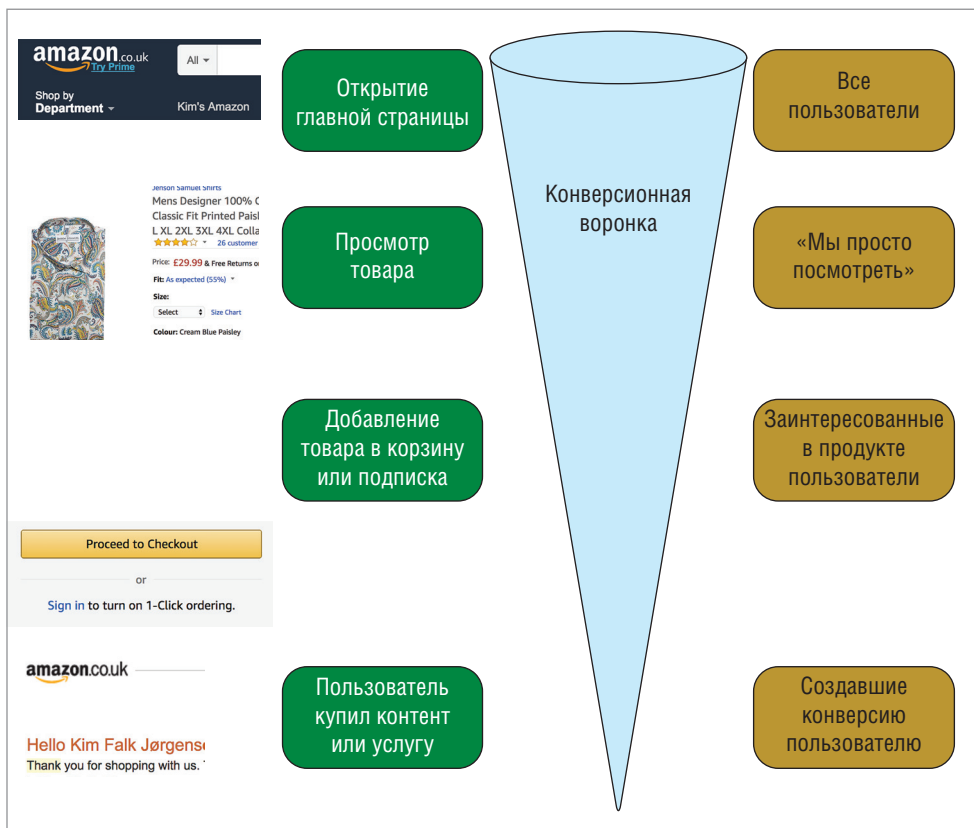 amazon.co.uk
Try Prime
All
Shop by
Department
Kim's Amazon
Открытие
главной страницы
Все
пользователи
Конверсионная
воронка
Jenson Samuel Shirts
Mens Designer 100% C
Classic Fit Printed Paisl
L XL 2XL 3XL 4XL Colla
26 customer
Price: £29.99 & Free Returns o
Fit: As expected (55%)
Size:
Select
Size Chart
Colour: Cream Blue Paisley
Просмотр
товара
«Мы просто
посмотреть»
Добавление
товара в корзину
или подписка
Заинтересованные
в продукте
пользователи
Proceed to Checkout
or
Sign in to turn on 1-Click ordering.
amazon.co.uk
Hello Kim Falk Jørgense
Thank you for shopping with us.
Пользователь
купил контент
или услугу
Создавшие
конверсию
пользователю